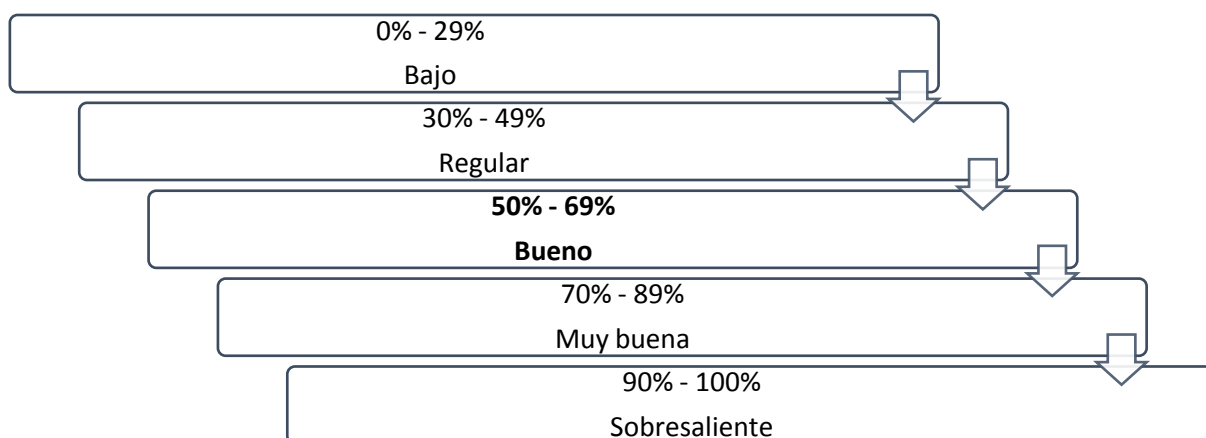 0% - 29%
Bajo
30% - 49%
Regular
50% - 69%
Bueno
70% - 89%
Muy buena
90% - 100%
Sobresaliente